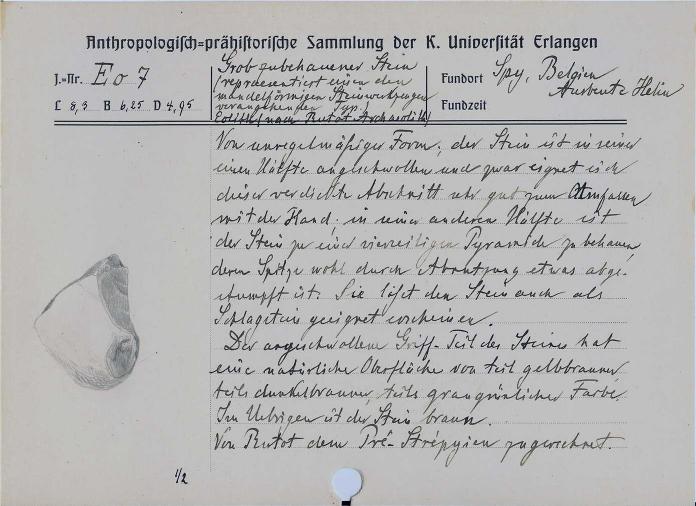 Anthropologisch=prähistorische Sammlung der K. Universität Erlangen
J.=Nr. Eo 7
L 8,3 B 6,25 D 4,95
Grob zubehauener Stein
(repraesentiert einen den
mandelförmigen Steinwerkzeugen
vorangehenden Typ.)
Eolith (nach Rutot Archaeolith)
Fundort Spy, Belgien
Fundzeit
Von unregelmäßiger Form; der Stein ist in seiner
einen Hälfte angeschwollen und zwar eignet sich
dieser verdickte Abschnitt sehr gut zum Umfassen
mit der Hand; in seiner anderen Hälfte ist
der Stein zu einer vierseitigen Pyramide zu behauen,
deren Spitze wohl durch Abnutzung etwas abge-
stumpft ist. Sie läßt den Stein auch als
Schlagstein geeignet erscheinen.
Der angeschwollene Griff-Teil des Steines hat
eine natürliche Oberfläche von teils gelbbrauner
teils dunkelbrauner, teils graugrünlicher Farbe.
Im Uebrigen ist der Stein braun.
Von Rutot dem Pré-Strépyien zugerechnet.
1/2